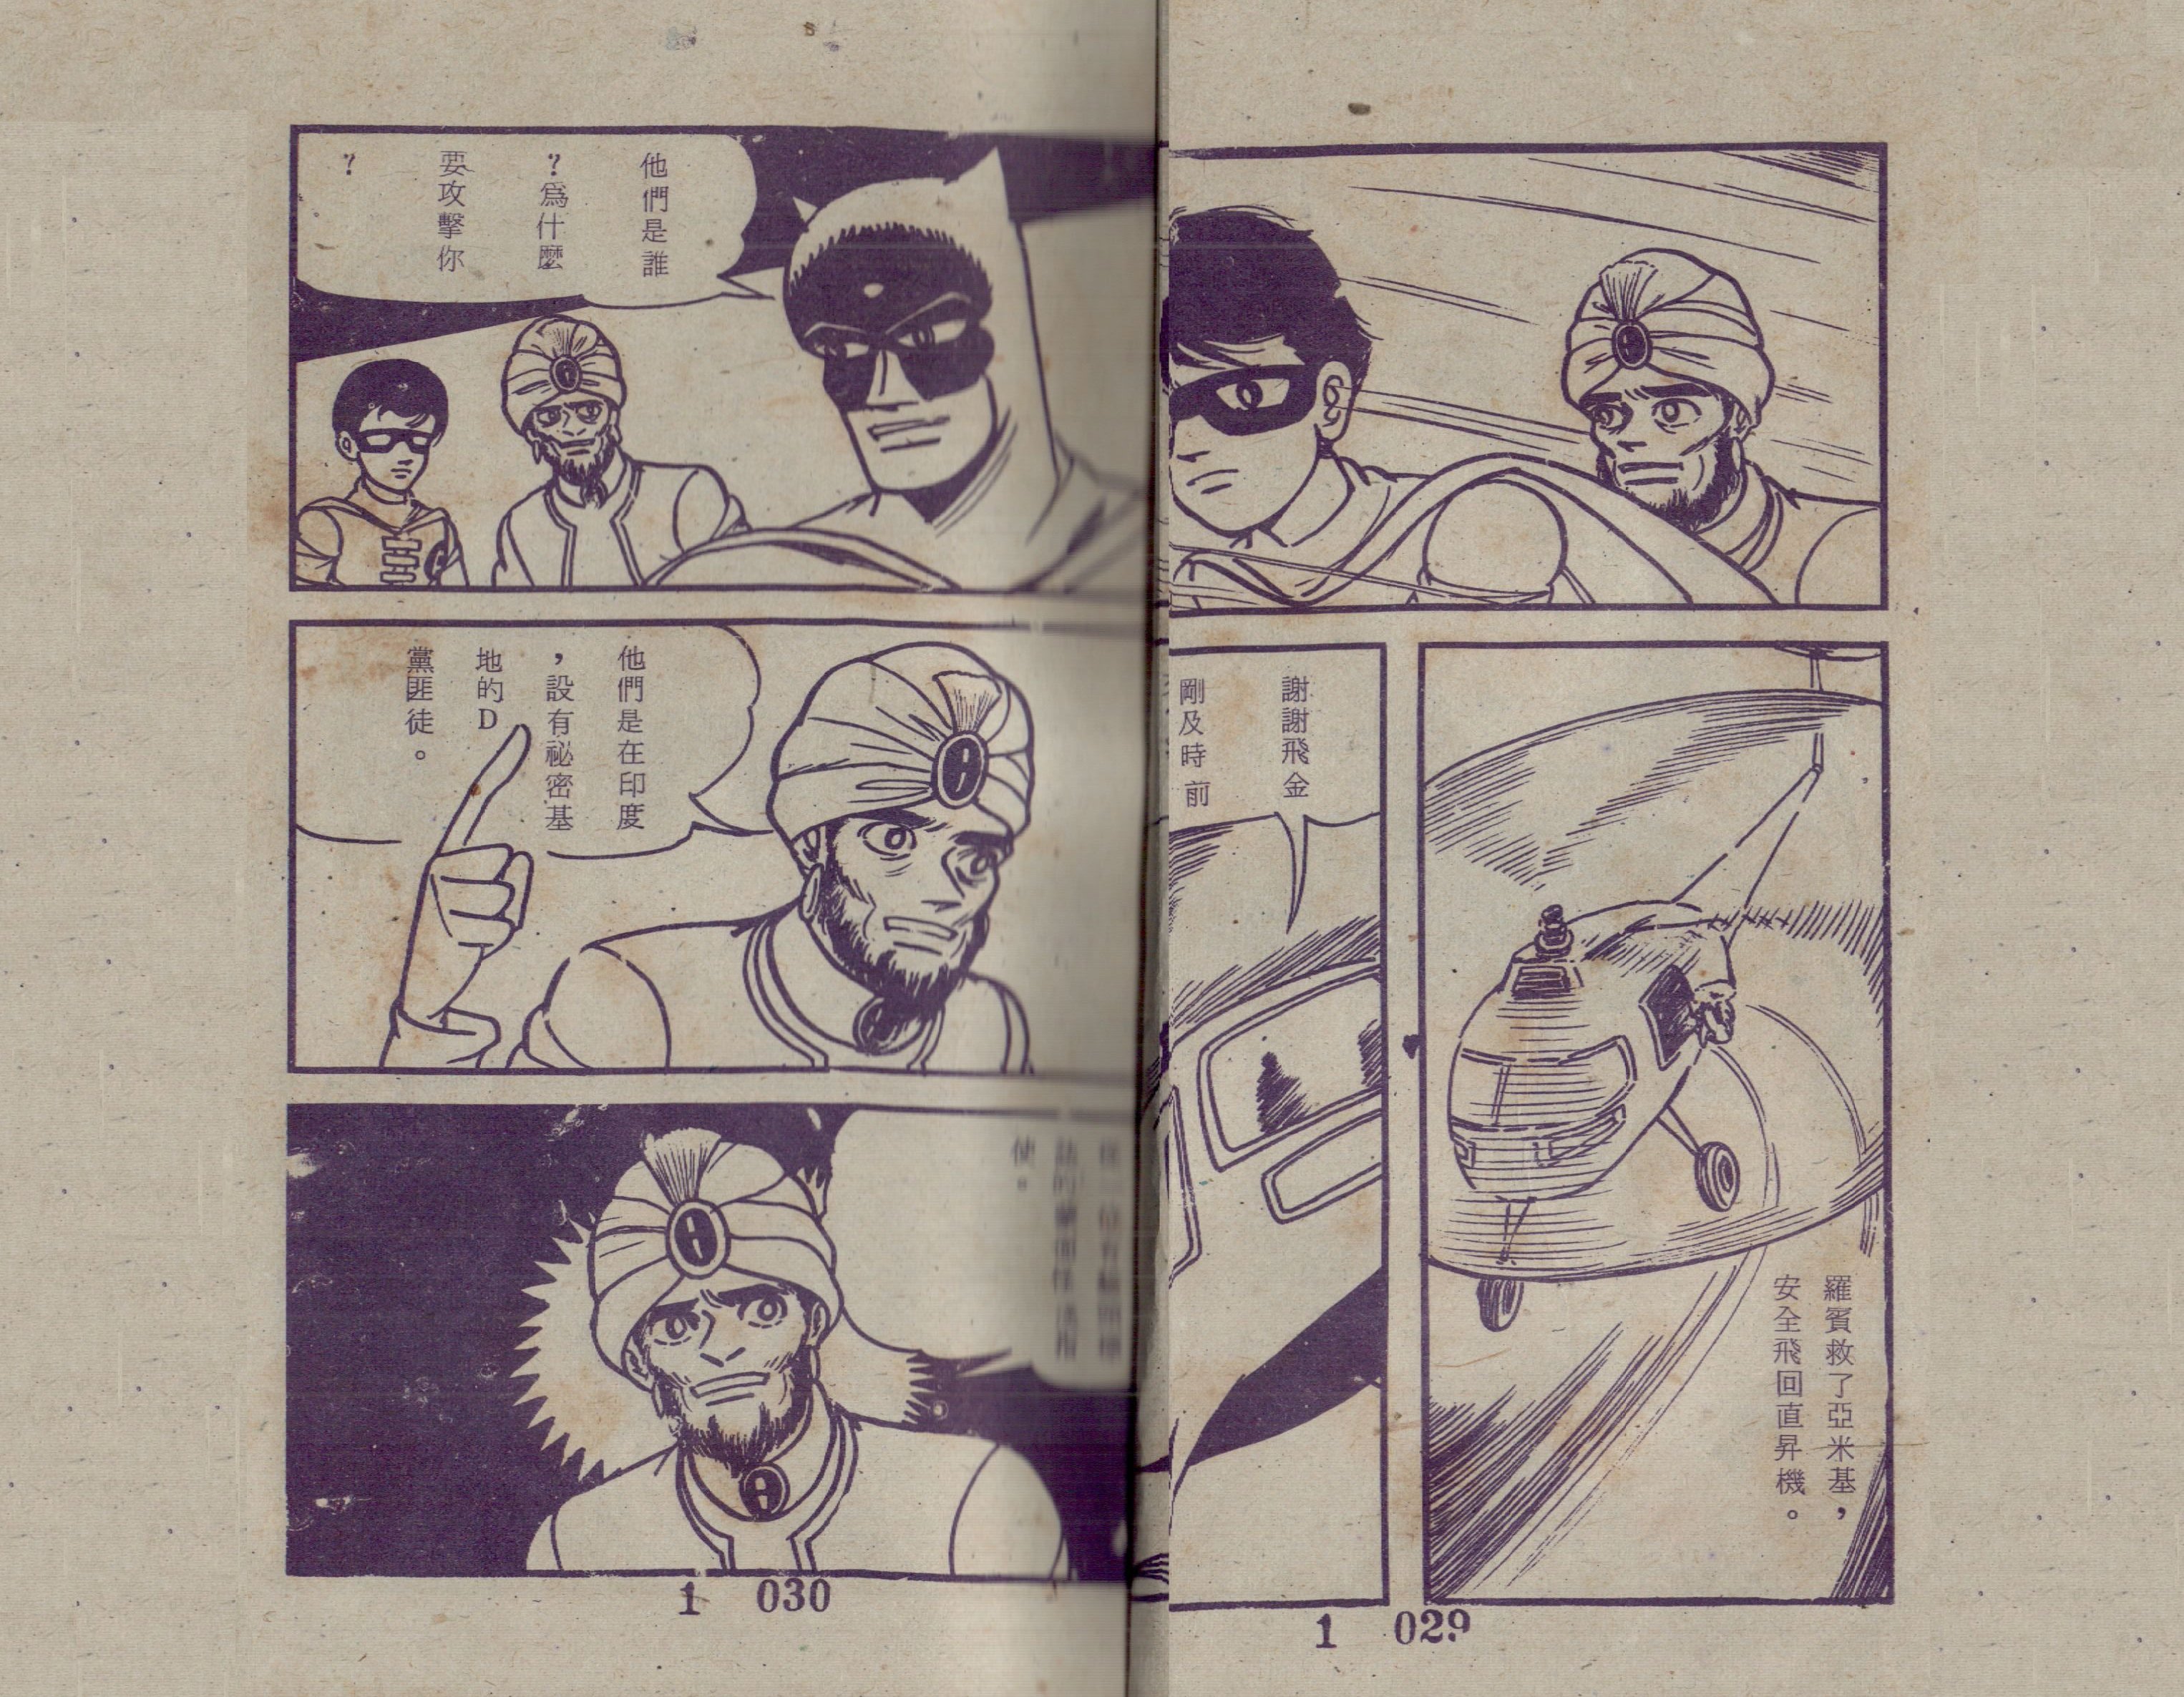 羅賓救了亞米基，
安全飛回直昇機。
謝謝飛金
剛及時前
1 029
他們是誰
？爲什麼
要攻擊你
？
他們是在印度
，設有祕密基
地的D
黨匪徒。
1 030